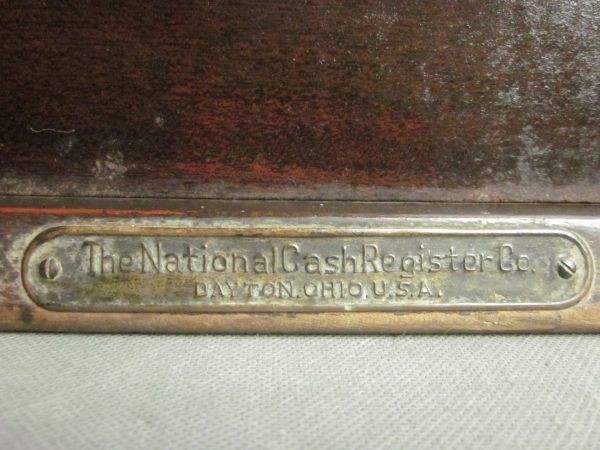 The National Cash Register Co.
DAYTON. OHIO. U.S.A.